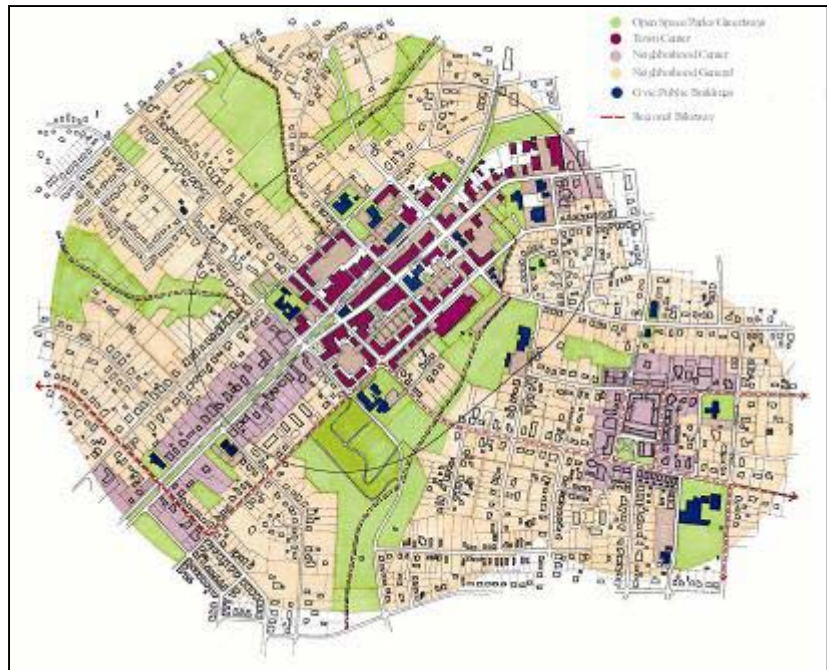 Open Space Parks Greenways
Town Center
Neighborhood Center
Neighborhood General
Civic Public Buildings
Regional Bikeway